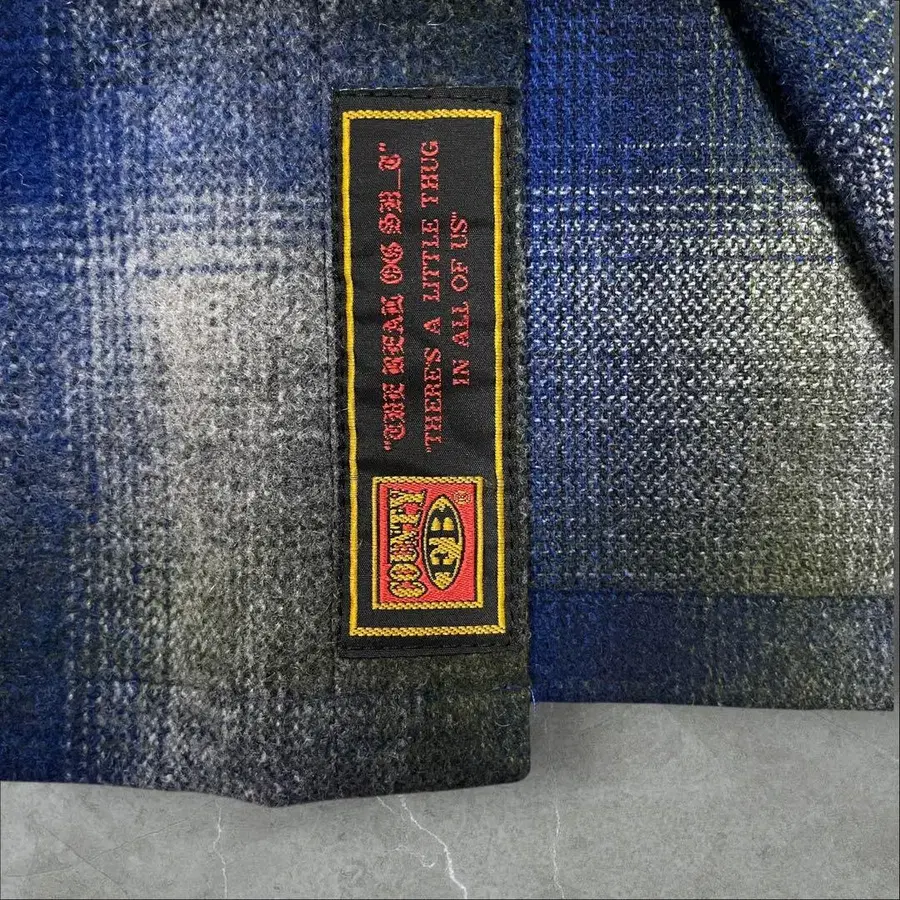 "THE REAL OG SH_T"
"THERE'S A LITTLE THUG
IN ALL OF US"
COUNTY
FB
®